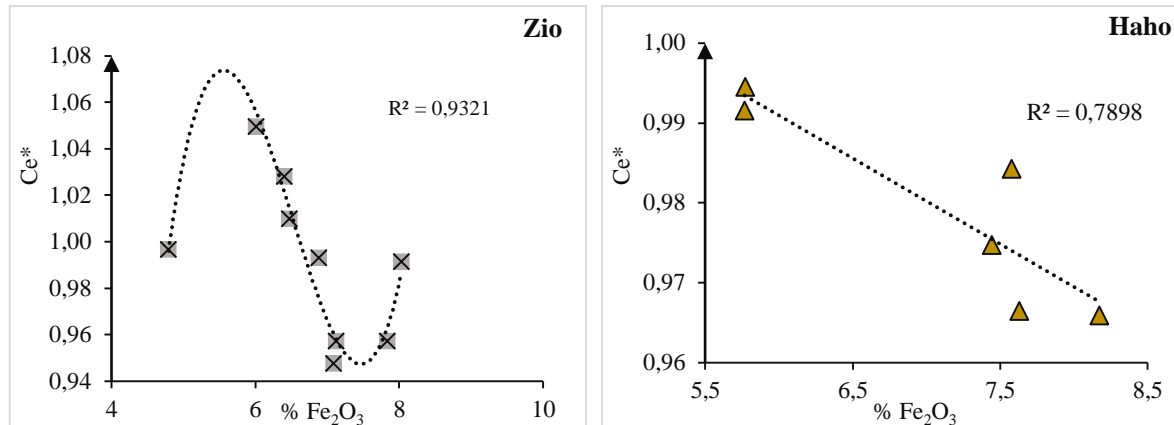 Zio
1,08
1,06
1,04
1,02
1,00
0,98
0,96
0,94
Ce*
R² = 0,9321
4
6
8
10
% Fe₂O₃
Haho
1,00
0,99
0,98
0,97
0,96
Ce*
R² = 0,7898
5,5
6,5
7,5
8,5
% Fe₂O₃